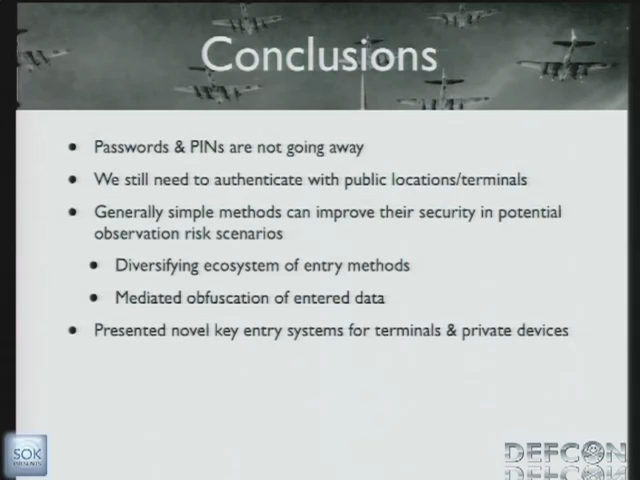 Conclusions
Passwords & PINs are not going away
We still need to authenticate with public locations/terminals
Generally simple methods can improve their security in potential
observation risk scenarios
Diversifying ecosystem of entry methods
Mediated obfuscation of entered data
Presented novel key entry systems for terminals & private devices
SOK
DEFCON